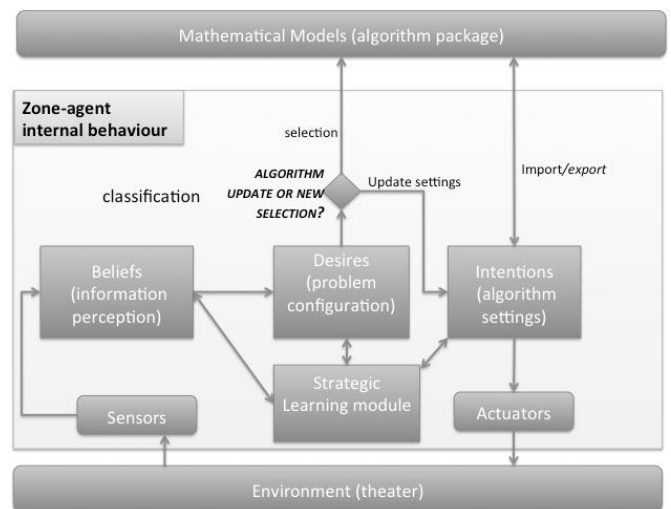 Mathematical Models (algorithm package)
Zone-agent
internal behaviour
selection
ALGORITHM
UPDATE OR NEW
SELECTION?
Update settings
Import/export
classification
Beliefs
(information
perception)
Desires
(problem
configuration)
Intentions
(algorithm
settings)
Strategic
Learning module
Sensors
Actuators
Environment (theater)